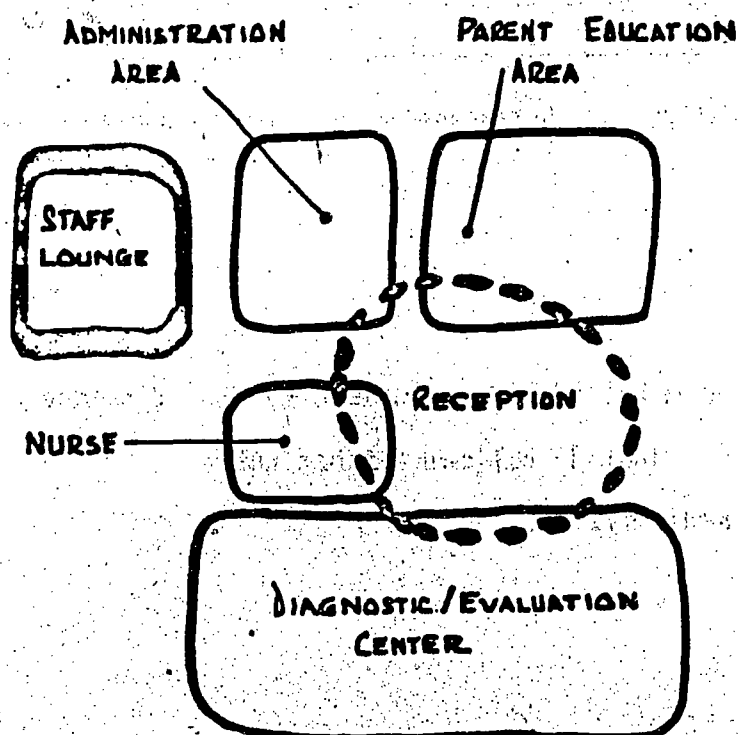 ADMINISTRATION
AREA
PARENT EDUCATION
AREA
STAFF
LOUNGE
RECEPTION
NURSE
DIAGNOSTIC/EVALUATION
CENTER